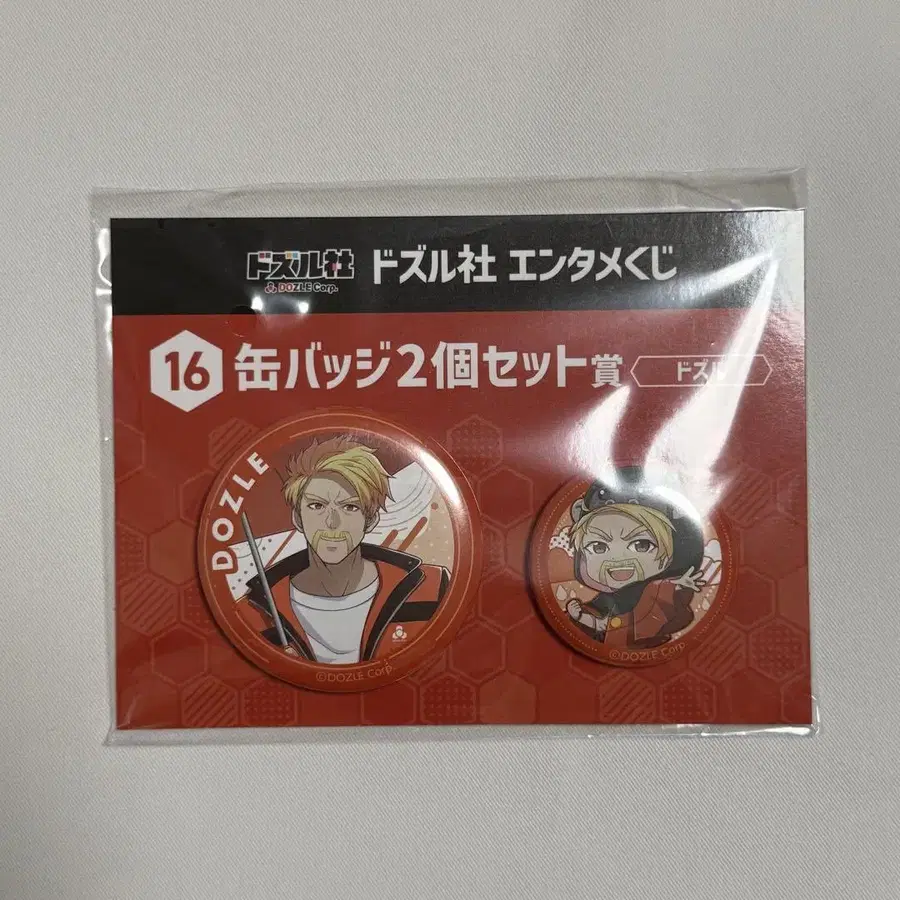 ドズル社
DOZLE Corp.
ドズル社 エンタメくじ
16 缶バッジ2個セット賞 ドズル
DOZLE
©DOZLE Corp.
©DOZLE Corp.